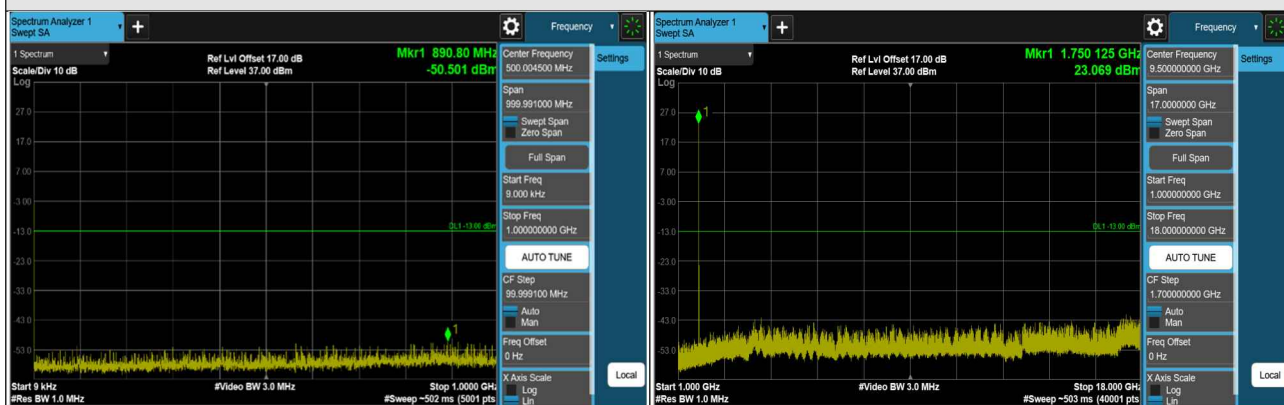 Spectrum Analyzer 1
Swept SA
+
Frequency
1 Spectrum
Scale/Div 10 dB
Log
Ref Lvl Offset 17.00 dB
Ref Level 37.00 dBm
Mkr1 890.80 MHz
-50.501 dBm
27.0
17.0
7.00
-3.00
-13.0
-23.0
-33.0
-43.0
-53.0
DL1 -13.00 dBm
1
Start 9 kHz
#Res BW 1.0 MHz
#Video BW 3.0 MHz
Stop 1.0000 GHz
#Sweep ~502 ms (5001 pts
Center Frequency
500.004500 MHz
Settings
Span
999.991000 MHz
Swept Span
Zero Span
Full Span
Start Freq
9.000 kHz
Stop Freq
1.000000000 GHz
AUTO TUNE
CF Step
99.999100 MHz
Auto
Man
Freq Offset
0 Hz
X Axis Scale
Log
Lin
Local
Spectrum Analyzer 1
Swept SA
+
Frequency
1 Spectrum
Scale/Div 10 dB
Log
Ref Lvl Offset 17.00 dB
Ref Level 37.00 dBm
Mkr1 1.750 125 GHz
23.069 dBm
27.0
17.0
7.00
-3.00
-13.0
-23.0
-33.0
-43.0
-53.0
DL1 -13.00 dBm
1
Start 1.000 GHz
#Res BW 1.0 MHz
#Video BW 3.0 MHz
Stop 18.000 GHz
#Sweep ~503 ms (40001 pts
Center Frequency
9.500000000 GHz
Settings
Span
17.0000000 GHz
Swept Span
Zero Span
Full Span
Start Freq
1.000000000 GHz
Stop Freq
18.000000000 GHz
AUTO TUNE
CF Step
1.700000000 GHz
Auto
Man
Freq Offset
0 Hz
X Axis Scale
Log
Lin
Local